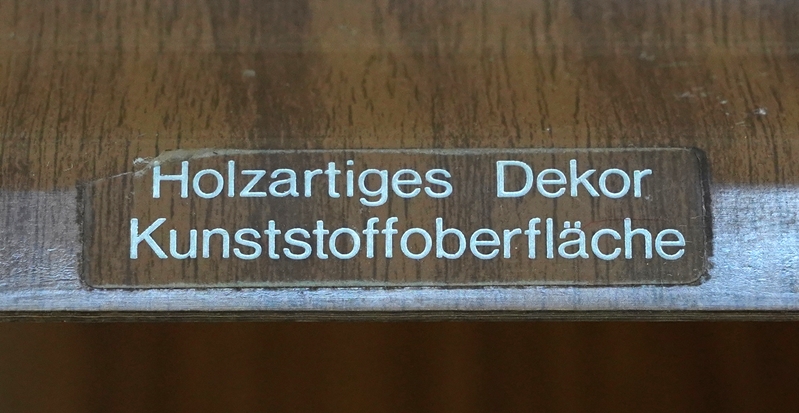 Holzartiges Dekor
Kunststoffoberfläche